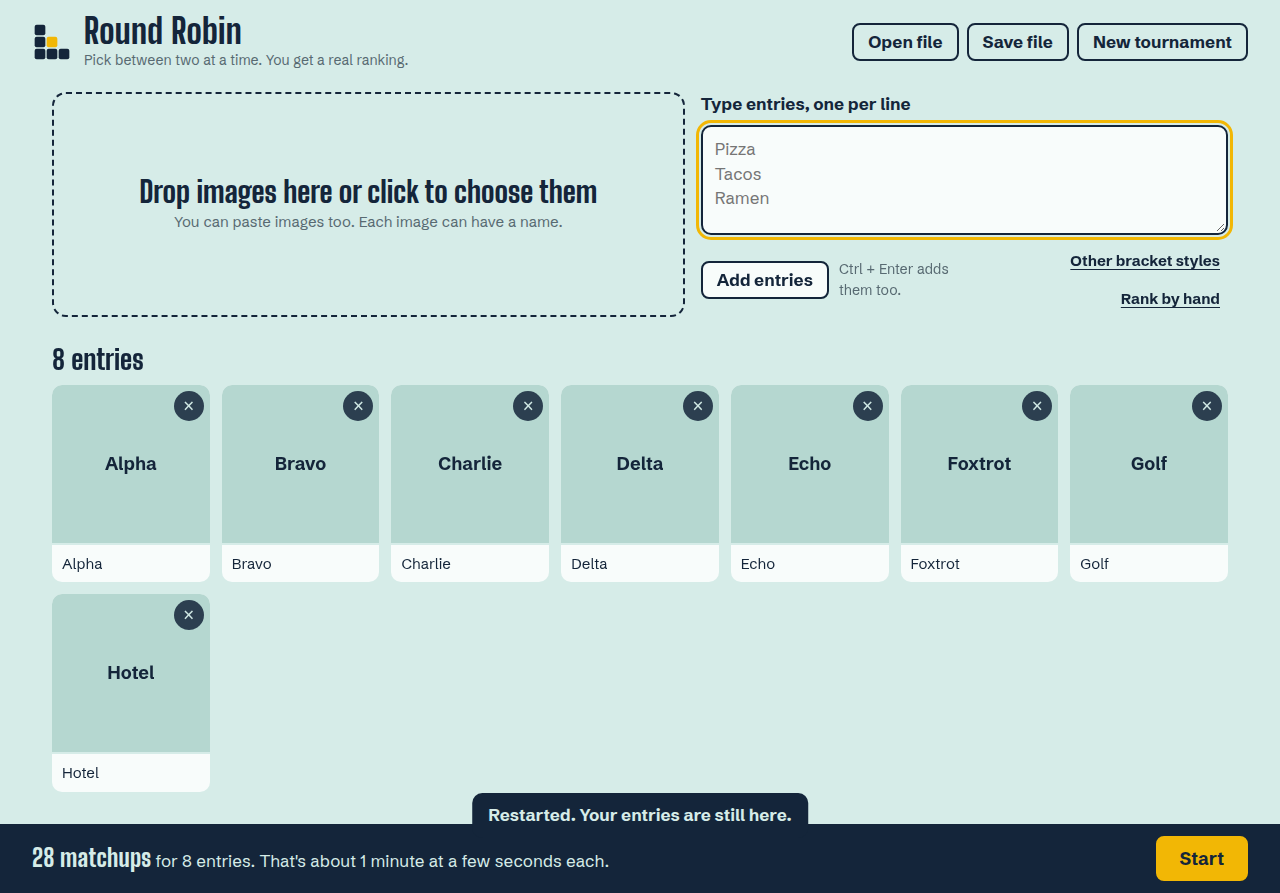 Round Robin
Pick between two at a time. You get a real ranking.
Open file
Save file
New tournament
Drop images here or click to choose them
You can paste images too. Each image can have a name.
Type entries, one per line
Pizza
Tacos
Ramen
Add entries
Ctrl + Enter adds
them too.
Other bracket styles
Rank by hand
8 entries
×
×
×
×
×
×
×
Alpha
Bravo
Charlie
Delta
Echo
Foxtrot
Golf
Alpha
Bravo
Charlie
Delta
Echo
Foxtrot
Golf
×
Hotel
Hotel
Restarted. Your entries are still here.
28 matchups for 8 entries. That's about 1 minute at a few seconds each.
Start